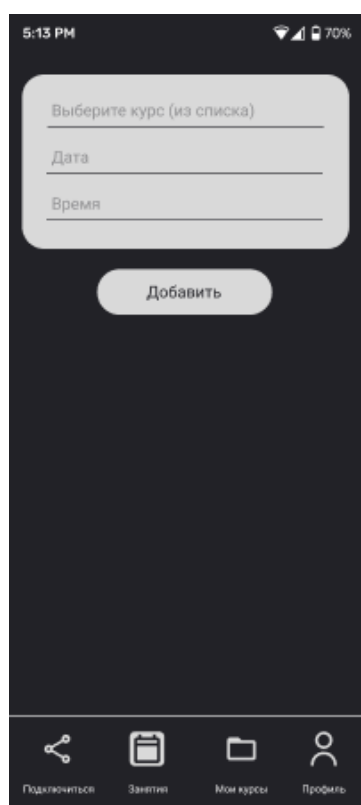 5:13 PM 70%
Выберите курс (из списка)
Дата
Время
Добавить
Подключиться Занятия Мои курсы Профиль